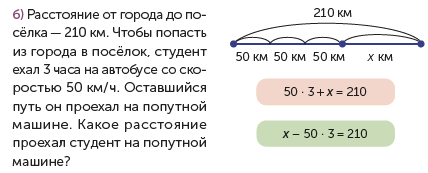 б) Расстояние от города до по-
сёлка — 210 км. Чтобы попасть
из города в посёлок, студент
ехал 3 часа на автобусе со ско-
ростью 50 км/ч. Оставшийся
путь он проехал на попутной
машине. Какое расстояние
проехал студент на попутной
машине?
210 км
50 км 50 км 50 км x км
50 · 3 + x = 210
x – 50 · 3 = 210